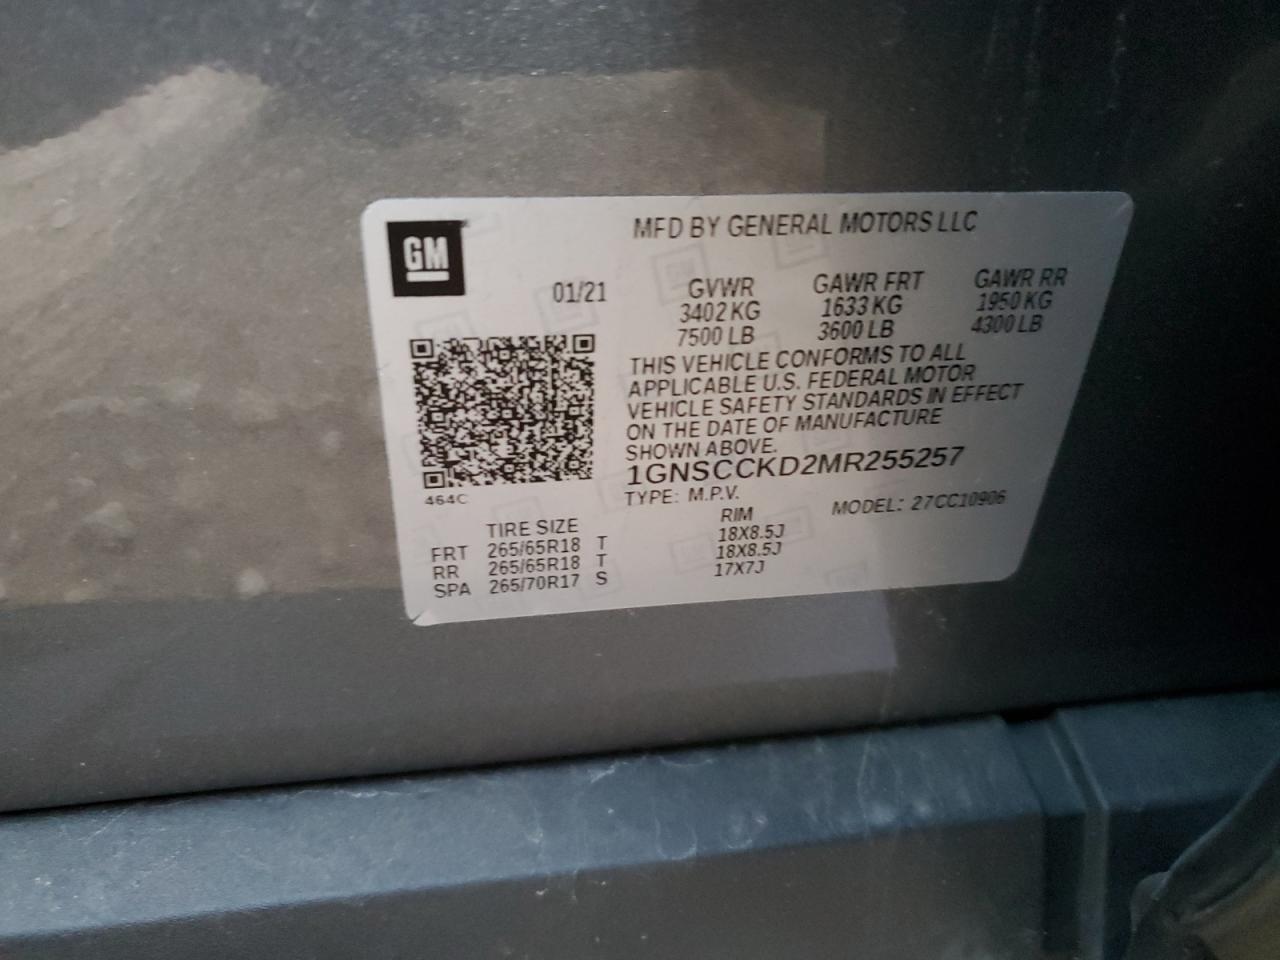 GM
MFD BY GENERAL MOTORS LLC
01/21
GVWR GAWR FRT GAWR RR
3402 KG 1633 KG 1950 KG
7500 LB 3600 LB 4300 LB
THIS VEHICLE CONFORMS TO ALL
APPLICABLE U.S. FEDERAL MOTOR
VEHICLE SAFETY STANDARDS IN EFFECT
ON THE DATE OF MANUFACTURE
SHOWN ABOVE.
1GNSCCKD2MR255257
464C
TYPE: M.P.V. MODEL: 27CC10906
TIRE SIZE RIM
FRT 265/65R18 T 18X8.5J
RR 265/65R18 T 18X8.5J
SPA 265/70R17 S 17X7J